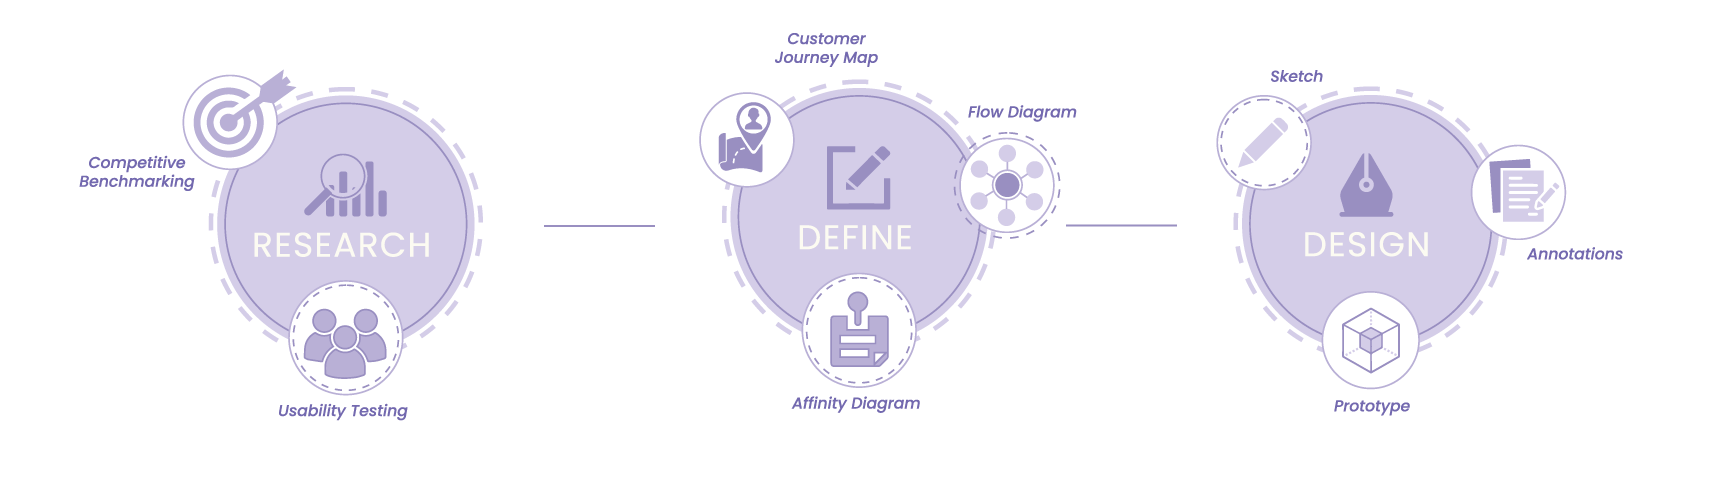 Competitive
Benchmarking
RESEARCH
Usability Testing
Customer
Journey Map
Flow Diagram
DEFINE
Affinity Diagram
Sketch
DESIGN
Annotations
Prototype